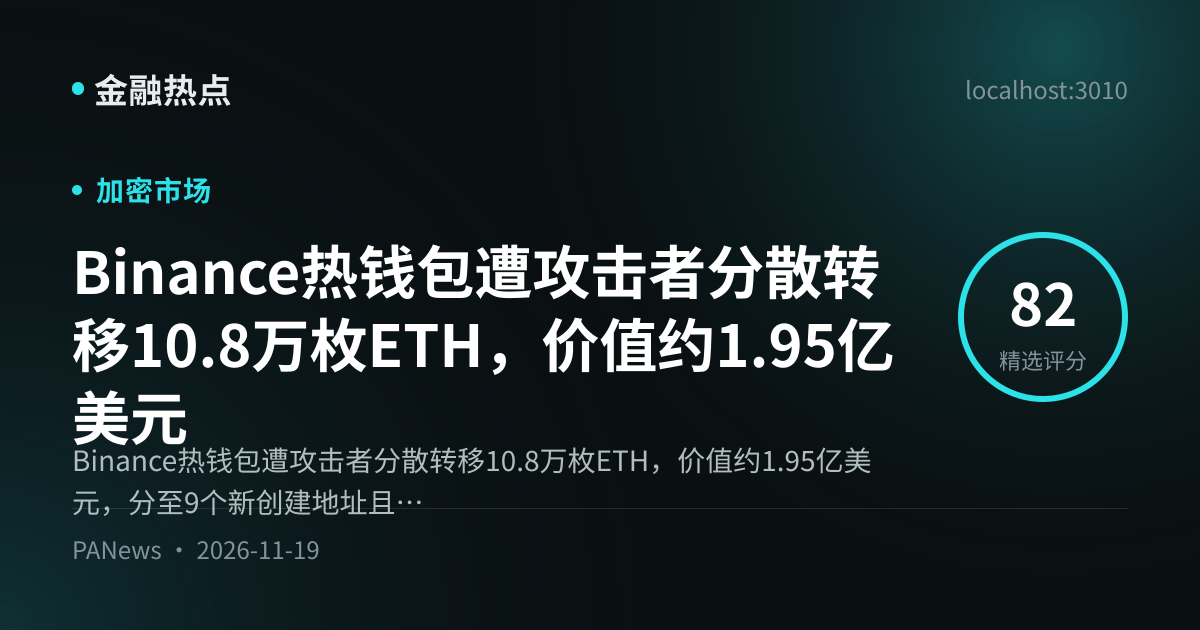 金融热点
localhost:3010
加密市场
Binance热钱包遭攻击者分散转
移10.8万枚ETH，价值约1.95亿
美元
82
精选评分
Binance热钱包遭攻击者分散转移10.8万枚ETH，价值约1.95亿美
元，分至9个新创建地址且…
PANews • 2026-11-19